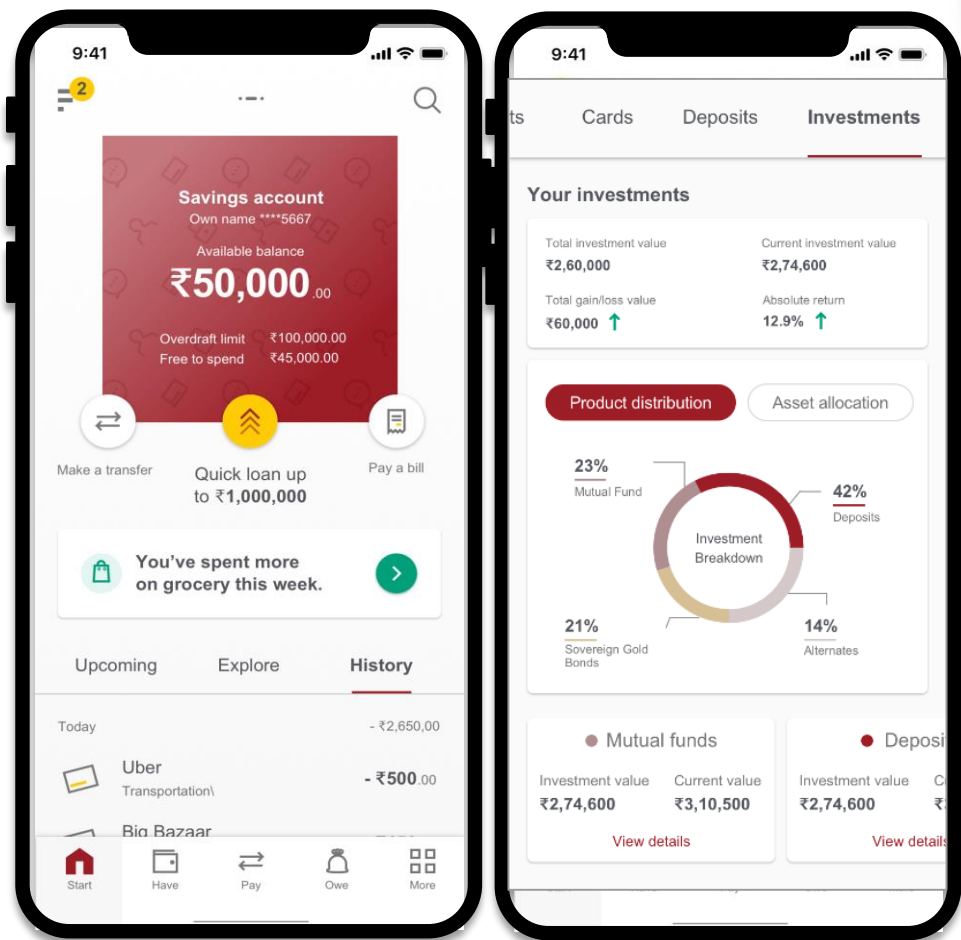 9:41
2
Savings account
Own name ****5667
Available balance
₹50,000.00
Overdraft limit ₹100,000.00
Free to spend ₹45,000.00
Make a transfer
Quick loan up
to ₹1,000,000
Pay a bill
You've spent more
on grocery this week.
Upcoming Explore History
Today - ₹2,650,00
Uber
Transportation\
- ₹500.00
Big Bazaar
Start Have Pay Owe More
9:41
ts Cards Deposits Investments
Your investments
Total investment value Current investment value
₹2,60,000 ₹2,74,600
Total gain/loss value Absolute return
₹60,000 12.9%
Product distribution Asset allocation
23%
Mutual Fund
42%
Deposits
Investment
Breakdown
21%
Sovereign Gold
Bonds
14%
Alternates
Mutual funds
Investment value Current value
₹2,74,600 ₹3,10,500
View details
Deposi
Investment value C
₹2,74,600 ₹
View details